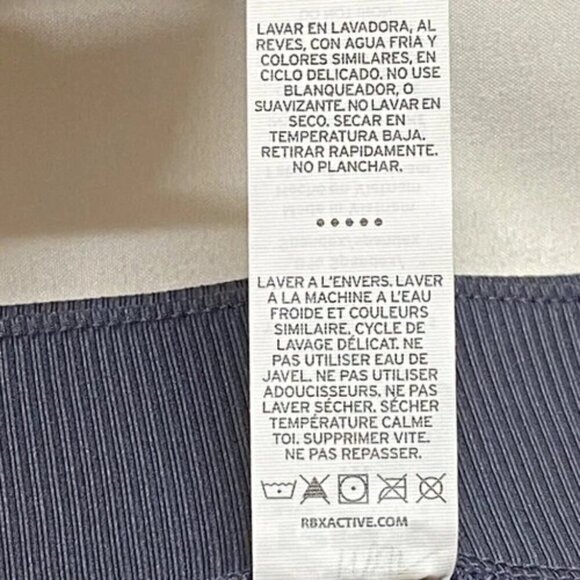 LAVAR EN LAVADORA, AL
REVES, CON AGUA FRIA Y
COLORES SIMILARES, EN
CICLO DELICADO. NO USE
BLANQUEADOR, O
SUAVIZANTE. NO LAVAR EN
SECO. SECAR EN
TEMPERATURA BAJA.
RETIRAR RAPIDAMENTE.
NO PLANCHAR.
LAVER A L'ENVERS. LAVER
A LA MACHINE A L'EAU
FROIDE ET COULEURS
SIMILAIRE, CYCLE DE
LAVAGE DÉLICAT. NE
PAS UTILISER EAU DE
JAVEL. NE PAS UTILISER
ADOUCISSEURS. NE PAS
LAVER SÉCHER. SÉCHER
TEMPÉRATURE CALME
TOI. SUPPRIMER VITE.
NE PAS REPASSER.
RBXACTIVE.COM